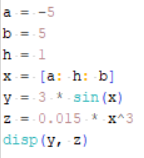 a = -5
b = 5
h = 1
x = [a: h: b]
y = 3 * sin(x)
z = 0.015 * x^3
disp(y, z)